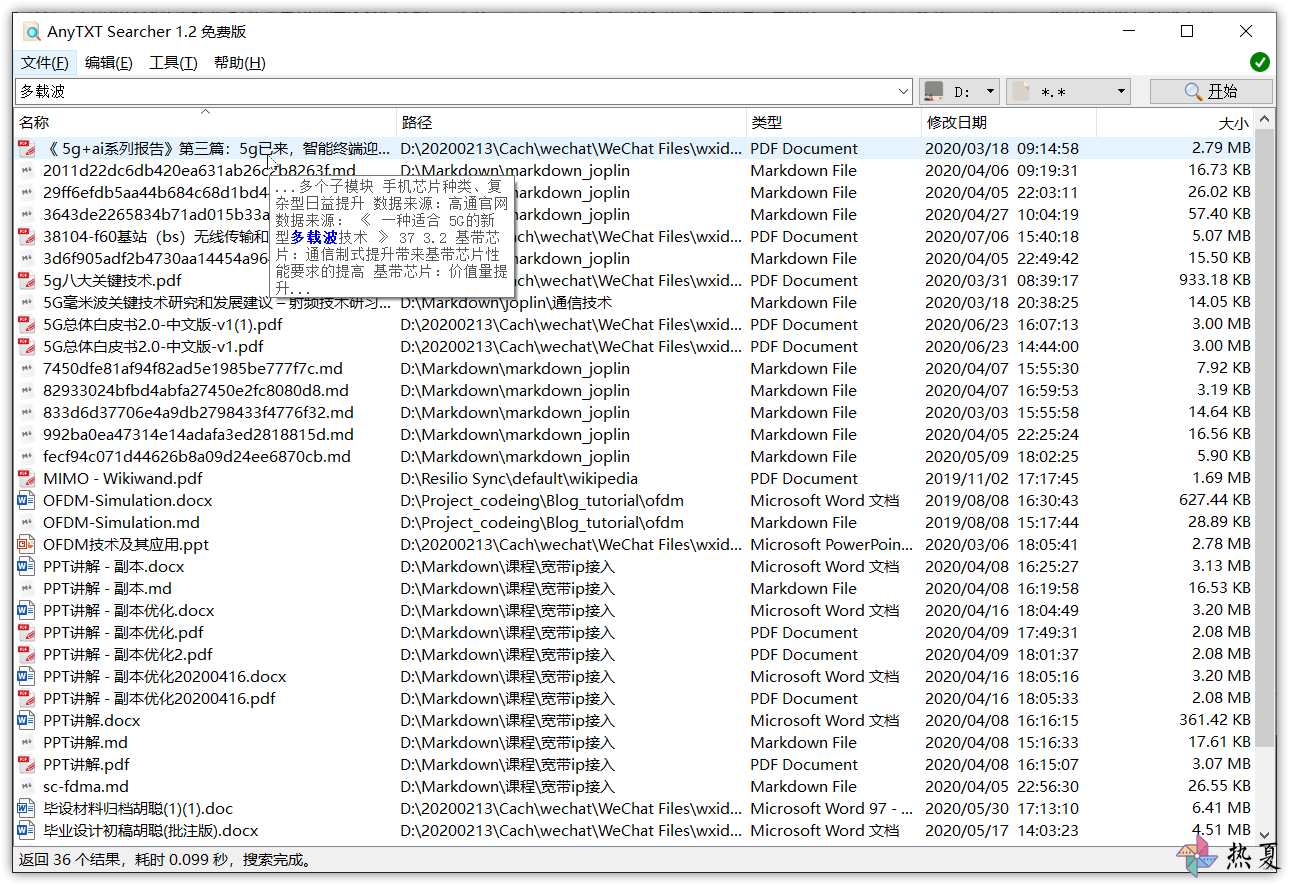 AnyTXT Searcher 1.2 免费版
文件(F) 编辑(E) 工具(T) 帮助(H)
多载波 D: *.* 开始
名称 路径 类型 修改日期 大小
《 5g+ai系列报告》第三篇：5g已来，智能终端迎... D:\20200213\Cach\wechat\WeChat Files\wxid... PDF Document 2020/03/18 09:14:58 2.79 MB
2011d22dc6db420ea631ab26c2b8263f.md D:\Markdown\markdown_joplin Markdown File 2020/04/06 09:19:31 16.73 KB
29ff6efdb5aa44b684c68d1bd4 Markdown File 2020/04/05 22:03:11 26.02 KB
3643de2265834b71ad015b33a Markdown File 2020/04/27 10:04:19 57.40 KB
38104-f60基站（bs）无线传输和 PDF Document 2020/07/06 15:40:18 5.07 MB
3d6f905adf2b4730aa14454a96 Markdown File 2020/04/05 22:49:42 15.50 KB
...多个子模块 手机芯片种类、复
杂型日益提升 数据来源：高通官网
数据来源： 《 一种适合 5G的新
型多载波技术 》 37 3.2 基带芯
片：通信制式提升带来基带芯片性
能要求的提高 基带芯片：价值量提
升...
5g八大关键技术.pdf D:\20200213\Cach\wechat\WeChat Files\wxid... PDF Document 2020/03/31 08:39:17 933.18 KB
5G毫米波关键技术研究和发展建议 – 射频技术研习... D:\Markdown\joplin\通信技术 Markdown File 2020/03/18 20:38:25 14.05 KB
5G总体白皮书2.0-中文版-v1(1).pdf D:\20200213\Cach\wechat\WeChat Files\wxid... PDF Document 2020/06/23 16:07:13 3.00 MB
5G总体白皮书2.0-中文版-v1.pdf D:\20200213\Cach\wechat\WeChat Files\wxid... PDF Document 2020/06/23 14:44:00 3.00 MB
7450dfe81af94f82ad5e1985be777f7c.md D:\Markdown\markdown_joplin Markdown File 2020/04/07 15:55:30 7.92 KB
82933024bfbd4abfa27450e2fc8080d8.md D:\Markdown\markdown_joplin Markdown File 2020/04/07 16:59:53 3.19 KB
833d6d37706e4a9db2798433f4776f32.md D:\Markdown\markdown_joplin Markdown File 2020/03/03 15:55:58 14.64 KB
992ba0ea47314e14adafa3ed2818815d.md D:\Markdown\markdown_joplin Markdown File 2020/04/05 22:25:24 16.56 KB
fecf94c071d44626b8a09d24ee6870cb.md D:\Markdown\markdown_joplin Markdown File 2020/05/09 18:02:25 5.90 KB
MIMO - Wikiwand.pdf D:\Resilio Sync\default\wikipedia PDF Document 2019/11/02 17:17:45 1.69 MB
OFDM-Simulation.docx D:\Project_codeing\Blog_tutorial\ofdm Microsoft Word 文档 2019/08/08 16:30:43 627.44 KB
OFDM-Simulation.md D:\Project_codeing\Blog_tutorial\ofdm Markdown File 2019/08/08 15:17:44 28.89 KB
OFDM技术及其应用.ppt D:\20200213\Cach\wechat\WeChat Files\wxid... Microsoft PowerPoin... 2020/03/06 18:05:41 2.78 MB
PPT讲解 - 副本.docx D:\Markdown\课程\宽带ip接入 Microsoft Word 文档 2020/04/08 16:25:27 3.13 MB
PPT讲解 - 副本.md D:\Markdown\课程\宽带ip接入 Markdown File 2020/04/08 16:19:58 16.53 KB
PPT讲解 - 副本优化.docx D:\Markdown\课程\宽带ip接入 Microsoft Word 文档 2020/04/16 18:04:49 3.20 MB
PPT讲解 - 副本优化.pdf D:\Markdown\课程\宽带ip接入 PDF Document 2020/04/09 17:49:31 2.08 MB
PPT讲解 - 副本优化2.pdf D:\Markdown\课程\宽带ip接入 PDF Document 2020/04/09 18:01:37 2.08 MB
PPT讲解 - 副本优化20200416.docx D:\Markdown\课程\宽带ip接入 Microsoft Word 文档 2020/04/16 18:05:16 3.20 MB
PPT讲解 - 副本优化20200416.pdf D:\Markdown\课程\宽带ip接入 PDF Document 2020/04/16 18:05:33 2.08 MB
PPT讲解.docx D:\Markdown\课程\宽带ip接入 Microsoft Word 文档 2020/04/08 16:16:15 361.42 KB
PPT讲解.md D:\Markdown\课程\宽带ip接入 Markdown File 2020/04/08 15:16:33 17.61 KB
PPT讲解.pdf D:\Markdown\课程\宽带ip接入 PDF Document 2020/04/08 16:15:07 3.07 MB
sc-fdma.md D:\Markdown\markdown_joplin Markdown File 2020/04/05 22:56:30 26.55 KB
毕设材料归档胡聪(1)(1).doc D:\20200213\Cach\wechat\WeChat Files\wxid... Microsoft Word 97 - ... 2020/05/30 17:13:10 6.41 MB
毕业设计初稿胡聪(批注版).docx D:\20200213\Cach\wechat\WeChat Files\wxid... Microsoft Word 文档 2020/05/17 14:03:23 4.51 MB
返回 36 个结果，耗时 0.099 秒，搜索完成。
热夏